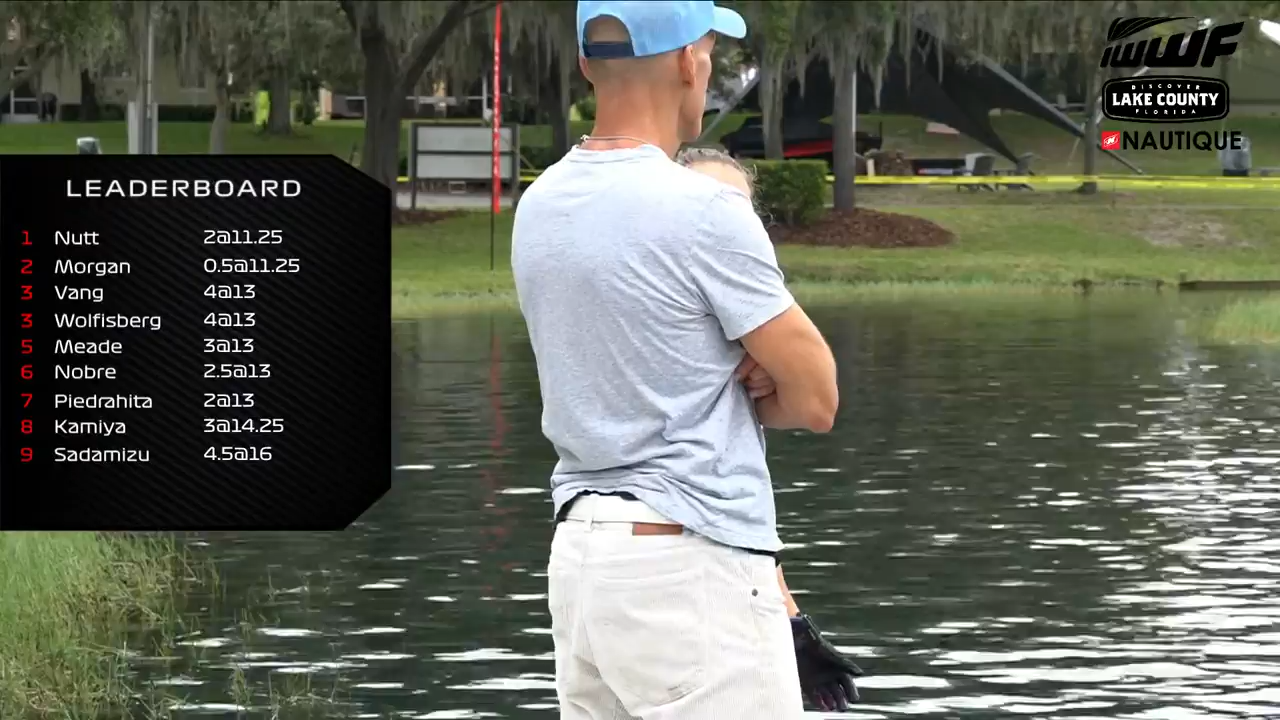 IWWF
DISCOVER
LAKE COUNTY
FLORIDA
NAUTIQUE
LEADERBOARD
1 Nutt 2@11.25
2 Morgan 0.5@11.25
3 Vang 4@13
3 Wolfisberg 4@13
5 Meade 3@13
6 Nobre 2.5@13
7 Piedrahita 2@13
8 Kamiya 3@14.25
9 Sadamizu 4.5@16